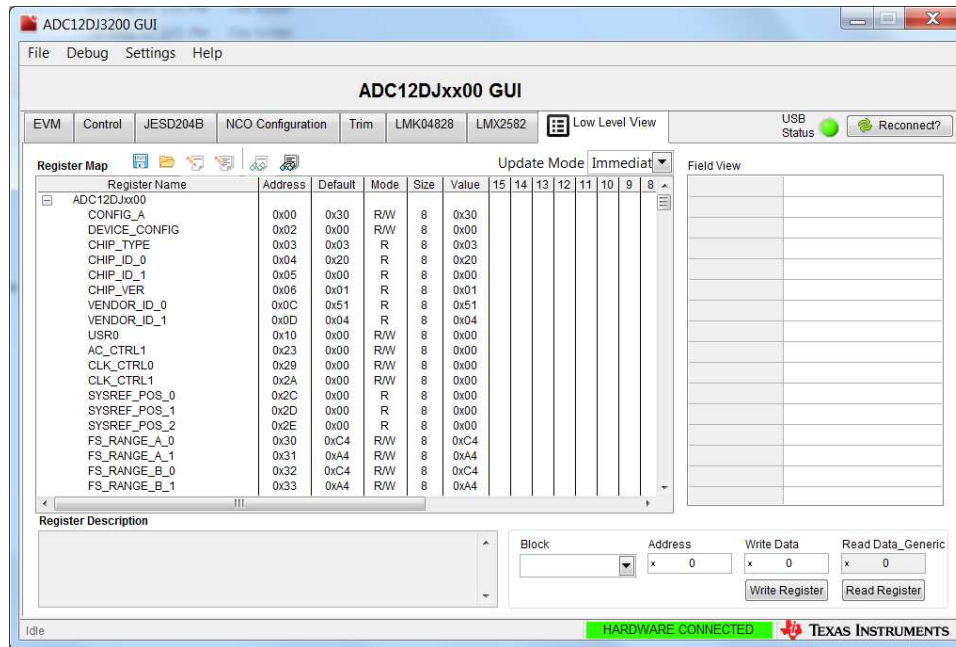 ADC12DJ3200 GUI
File Debug Settings Help
ADC12DJxx00 GUI
EVM Control JESD204B NCO Configuration Trim LMK04828 LMX2582 Low Level View USB Status Reconnect?
Register Map Update Mode Immediat Field View
Register Name Address Default Mode Size Value 15 14 13 12 11 10 9 8
ADC12DJxx00
CONFIG_A 0x00 0x30 R/W 8 0x30
DEVICE_CONFIG 0x02 0x00 R/W 8 0x00
CHIP_TYPE 0x03 0x03 R 8 0x03
CHIP_ID_0 0x04 0x20 R 8 0x20
CHIP_ID_1 0x05 0x00 R 8 0x00
CHIP_VER 0x06 0x01 R 8 0x01
VENDOR_ID_0 0x0C 0x51 R 8 0x51
VENDOR_ID_1 0x0D 0x04 R 8 0x04
USR0 0x10 0x00 R/W 8 0x00
AC_CTRL1 0x23 0x00 R/W 8 0x00
CLK_CTRL0 0x29 0x00 R/W 8 0x00
CLK_CTRL1 0x2A 0x00 R/W 8 0x00
SYSREF_POS_0 0x2C 0x00 R 8 0x00
SYSREF_POS_1 0x2D 0x00 R 8 0x00
SYSREF_POS_2 0x2E 0x00 R 8 0x00
FS_RANGE_A_0 0x30 0xC4 R/W 8 0xC4
FS_RANGE_A_1 0x31 0xA4 R/W 8 0xA4
FS_RANGE_B_0 0x32 0xC4 R/W 8 0xC4
FS_RANGE_B_1 0x33 0xA4 R/W 8 0xA4
Register Description
Block Address Write Data Read Data_Generic
x 0 x 0 x 0
Write Register Read Register
Idle HARDWARE CONNECTED TEXAS INSTRUMENTS